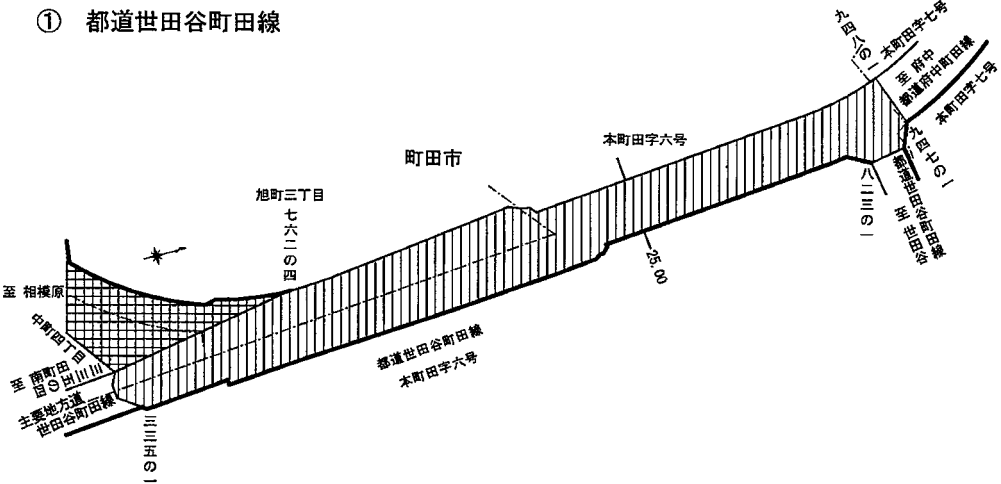 ① 都道世田谷町田線
九四八の一
本町田字七号
至 府中
都道府中町田線
本町田字七号
九四七の一
都道世田谷町田線
至 世田谷
八二三の一
本町田字六号
町田市
旭町三丁目
七六二の四
25.00
至 相模原
中町四丁目
至 南町田
主要地方道
世田谷町田線
都道世田谷町田線
本町田字六号
三三五の一